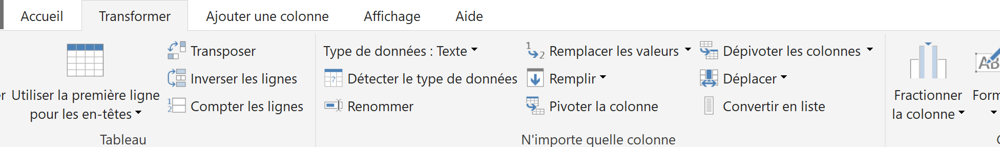 Accueil Transformer Ajouter une colonne Affichage Aide
Utiliser la première ligne
pour les en-têtes
Transposer
Inverser les lignes
Compter les lignes
Tableau
Type de données : Texte
Détecter le type de données
Renommer
1 2 Remplacer les valeurs
Remplir
Pivoter la colonne
Dépivoter les colonnes
Déplacer
Convertir en liste
N'importe quelle colonne
Fractionner
la colonne